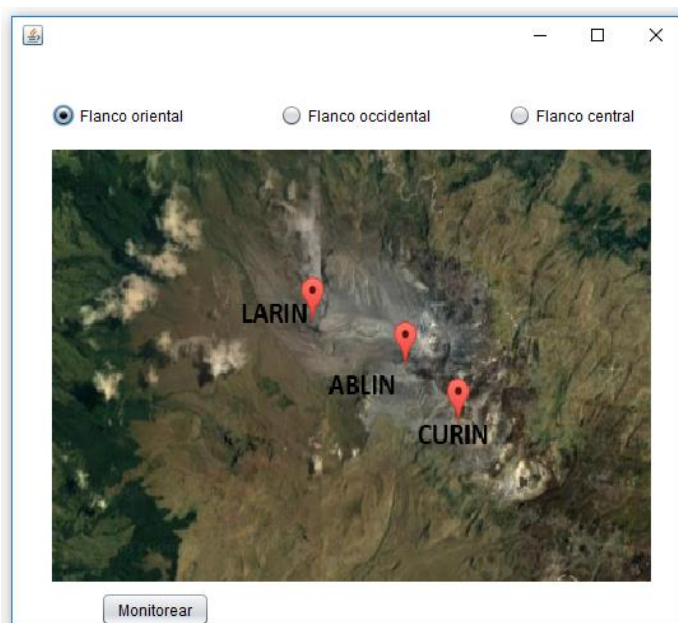 Flanco oriental Flanco occidental Flanco central
LARIN
ABLIN
CURIN
Monitorear